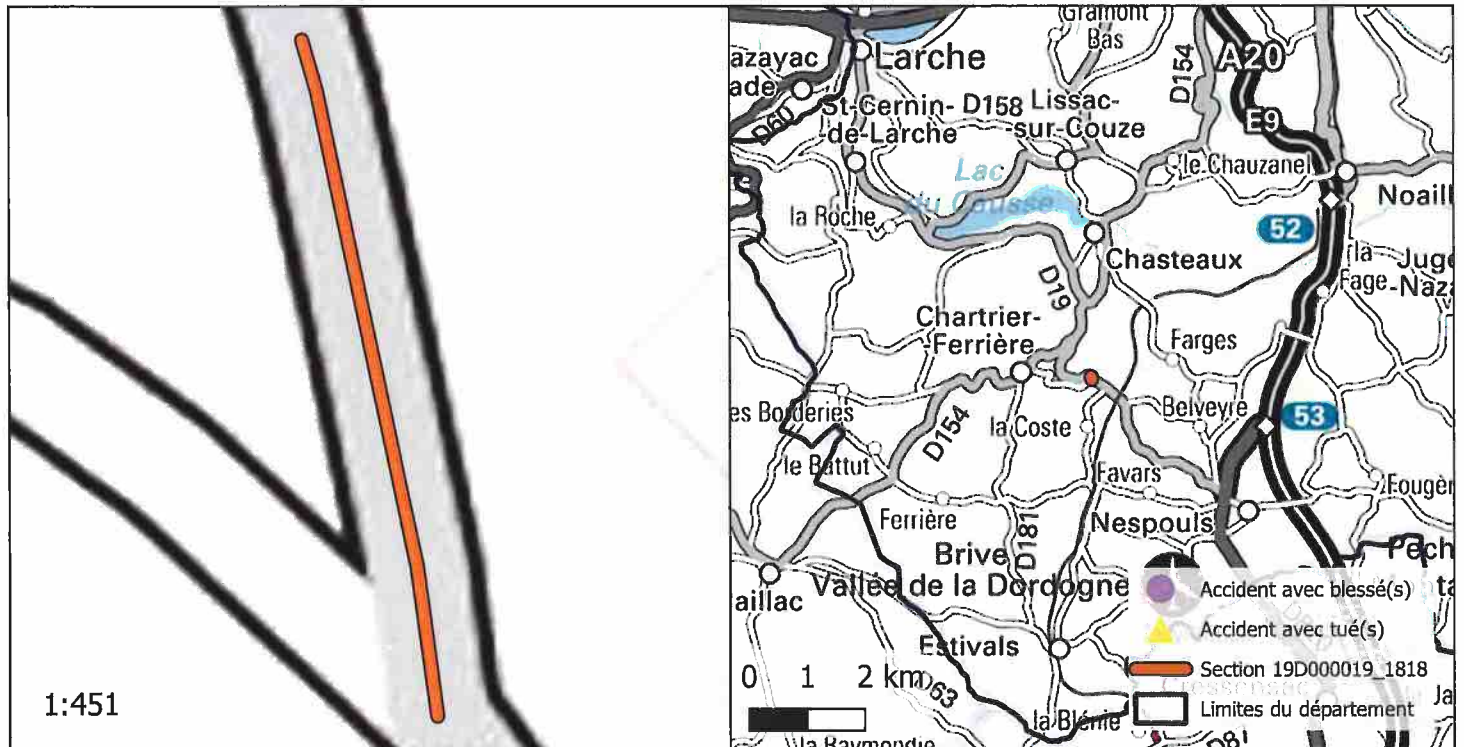 1:451
Gramont
Bas
azayac
ade
Larche
D154
A20
D60
St-Cernin-
-de-Larche
D158
Lissac-
-sur-Couze
E9
le Chauzanel
Lac
du Causse
la Roche
Noaill
52
Chasteaux
la
Fage
Juge
-Naza
D19
Chartrier-
-Ferrière
Farges
es Borderies
D154
la Coste
Belveyre
53
le Battut
Favars
Fougèr
Ferrière
D181
Nespouls
Brive
Vallée de la Dordogne
Pech
aillac
Accident avec blessé(s)
Accident avec tué(s)
Estivals
0 1 2 km
D63
Section 19D000019_1818
Cressensac
Ja
Limites du département
la Blénie
D81
la Raymondie